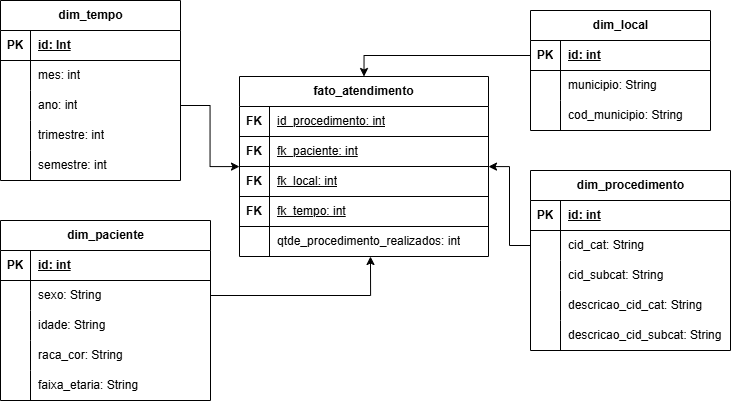 dim_tempo
PK id: Int
mes: int
ano: int
trimestre: int
semestre: int
dim_local
PK id: int
municipio: String
cod_municipio: String
fato_atendimento
FK id_procedimento: int
FK fk_paciente: int
FK fk_local: int
FK fk_tempo: int
qtde_procedimento_realizados: int
dim_paciente
PK id: int
sexo: String
idade: String
raca_cor: String
faixa_etaria: String
dim_procedimento
PK id: int
cid_cat: String
cid_subcat: String
descricao_cid_cat: String
descricao_cid_subcat: String